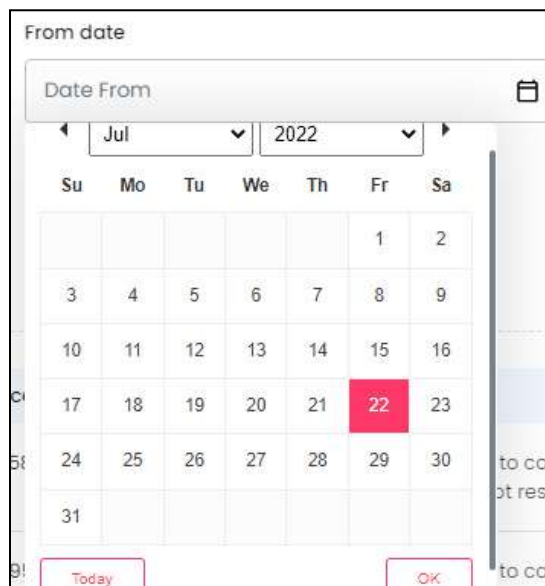 From date
Date From
Jul 2022
Su Mo Tu We Th Fr Sa
1 2
3 4 5 6 7 8 9
10 11 12 13 14 15 16
17 18 19 20 21 22 23
24 25 26 27 28 29 30
to co
31
Today OK
to co